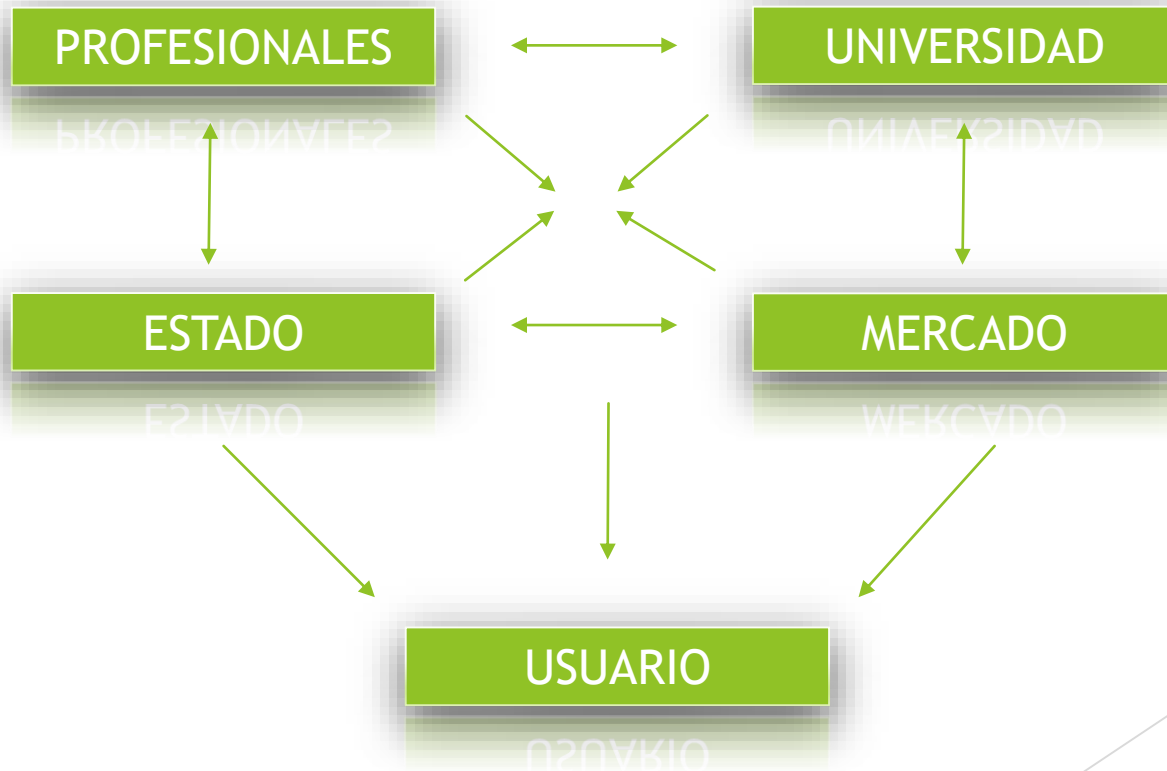 PROFESIONALES
UNIVERSIDAD
ESTADO
MERCADO
USUARIO